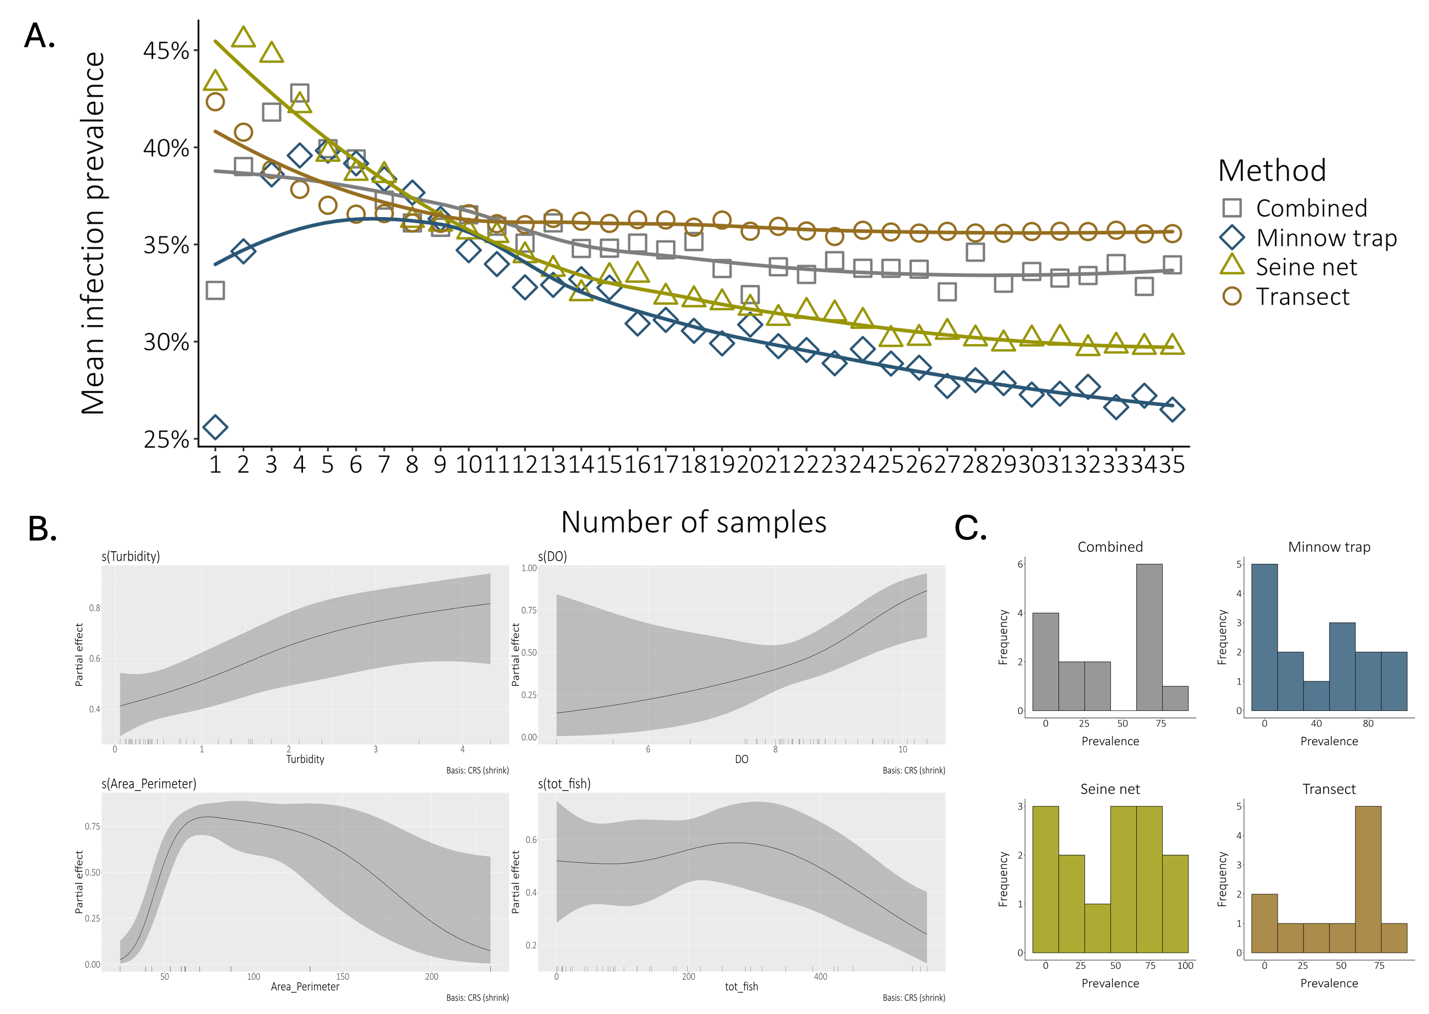 A.
Mean infection prevalence
45%
40%
35%
30%
25%
1 2 3 4 5 6 7 8 9 10 11 12 13 14 15 16 17 18 19 20 21 22 23 24 25 26 27 28 29 30 31 32 33 34 35
Number of samples
Method
Combined
Minnow trap
Seine net
Transect
B.
s(Turbidity)
Partial effect
0.8
0.6
0.4
0 1 2 3 4
Turbidity
Basis: CRS (shrink)
s(DO)
Partial effect
1.00
0.75
0.50
0.25
0.00
6 8 10
DO
Basis: CRS (shrink)
s(Area_Perimeter)
Partial effect
0.75
0.50
0.25
0.00
50 100 150 200
Area_Perimeter
Basis: CRS (shrink)
s(tot_fish)
Partial effect
0.6
0.4
0.2
0 200 400
tot_fish
Basis: CRS (shrink)
C.
Combined
Frequency
6
4
2
0
0 25 50 75
Prevalence
Minnow trap
Frequency
5
4
3
2
1
0
0 40 80
Prevalence
Seine net
Frequency
3
2
1
0
0 25 50 75 100
Prevalence
Transect
Frequency
5
4
3
2
1
0
0 25 50 75
Prevalence